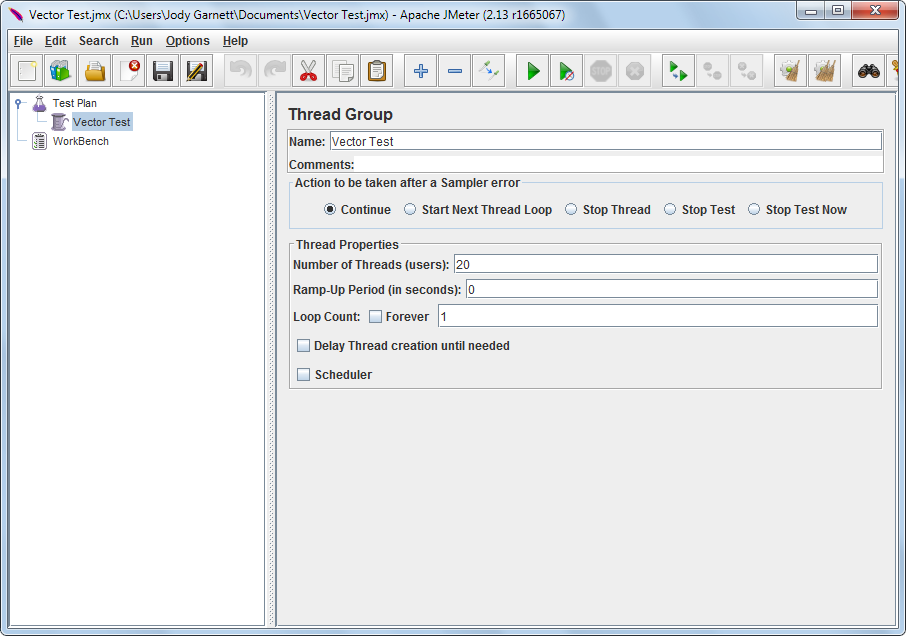 Vector Test.jmx (C:\Users\Jody Garnett\Documents\Vector Test.jmx) - Apache JMeter (2.13 r1665067)
File Edit Search Run Options Help
STOP
Test Plan
Vector Test
WorkBench
Thread Group
Name: Vector Test
Comments:
Action to be taken after a Sampler error
Continue Start Next Thread Loop Stop Thread Stop Test Stop Test Now
Thread Properties
Number of Threads (users): 20
Ramp-Up Period (in seconds): 0
Loop Count: Forever 1
Delay Thread creation until needed
Scheduler